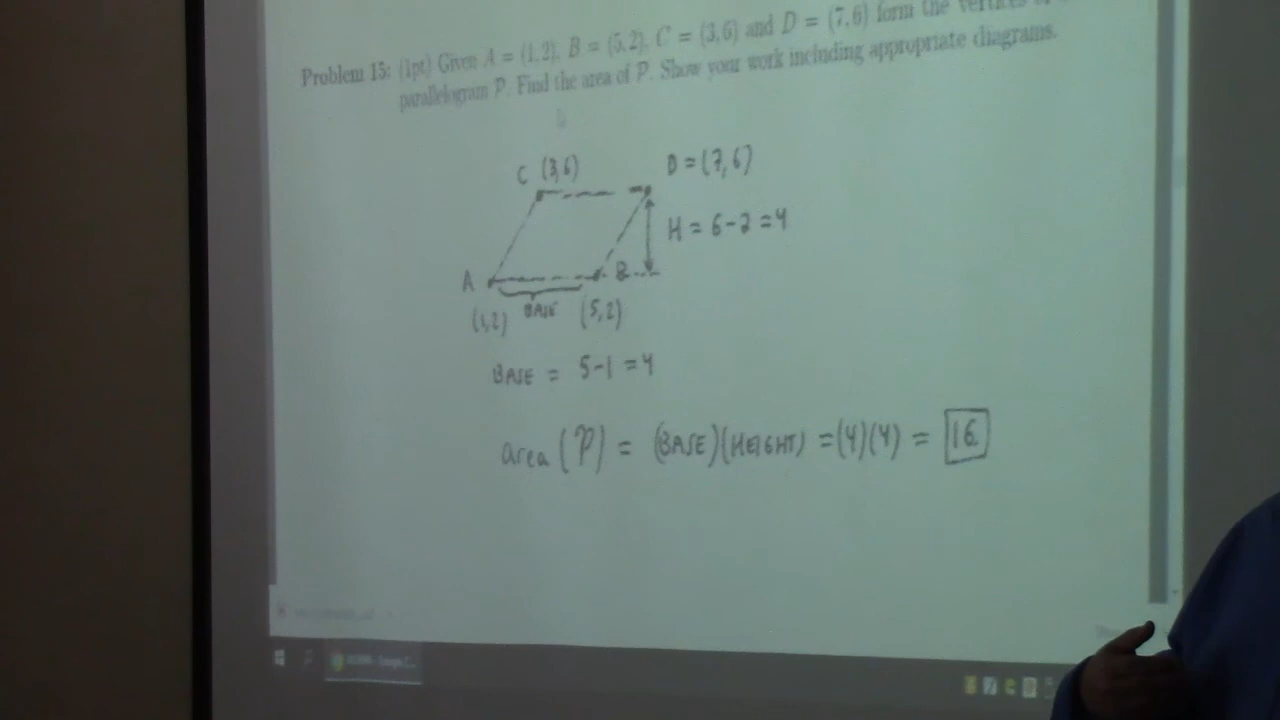 Problem 15: (1pt) Given A = (1,2), B = (5,2), C = (3,6) and D = (7,6) form the vertices
parallelogram P. Find the area of P. Show your work including appropriate diagrams.
C (3,6) D = (7,6)
H = 6-2 = 4
A B
(1,2) BASE (5,2)
BASE = 5-1 = 4
area (P) = (BASE)(HEIGHT) = (4)(4) = 16